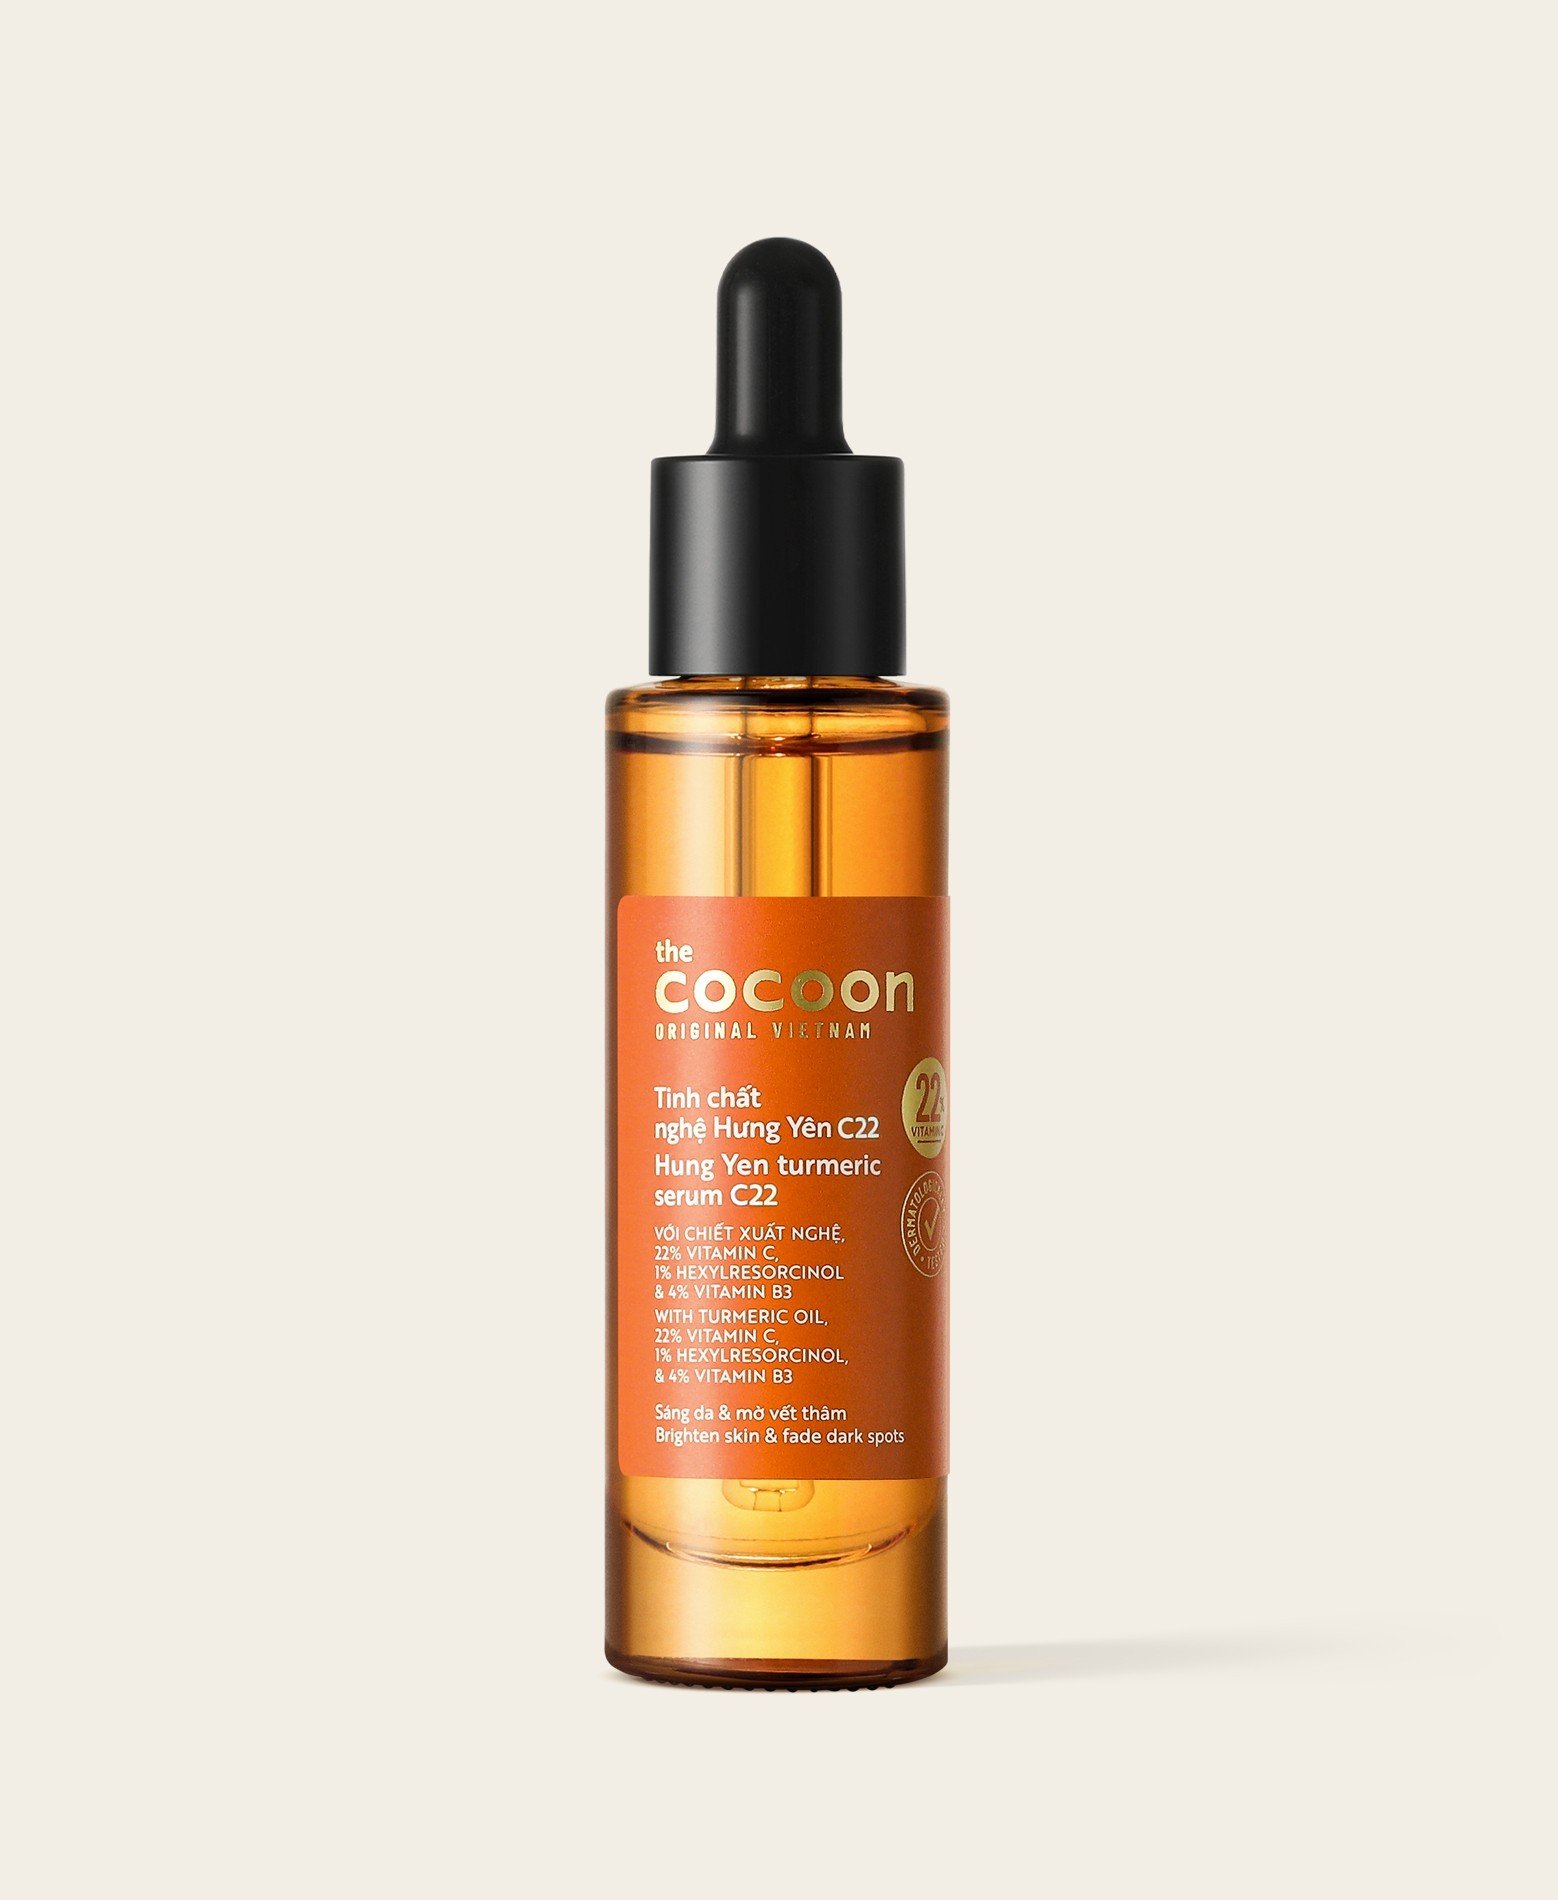 the
cocoon
ORIGINAL VIETNAM
Tinh chất
nghệ Hưng Yên C22
Hung Yen turmeric
serum C22
VỚI CHIẾT XUẤT NGHỆ,
22% VITAMIN C,
1% HEXYLRESORCINOL
& 4% VITAMIN B3
WITH TURMERIC OIL,
22% VITAMIN C,
1% HEXYLRESORCINOL,
& 4% VITAMIN B3
Sáng da & mờ vết thâm
Brighten skin & fade dark spots
22%
VITAMIN C